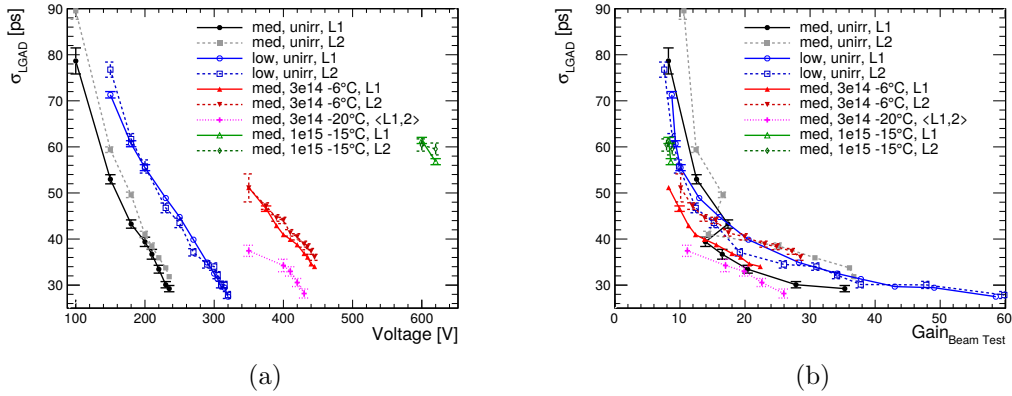 σLGAD [ps]
90
80
70
60
50
40
30
100 200 300 400 500 600
Voltage [V]
med, unirr, L1
med, unirr, L2
low, unirr, L1
low, unirr, L2
med, 3e14 -6°C, L1
med, 3e14 -6°C, L2
med, 3e14 -20°C, <L1,2>
med, 1e15 -15°C, L1
med, 1e15 -15°C, L2
(a)
σLGAD [ps]
90
80
70
60
50
40
30
0 10 20 30 40 50 60
GainBeam Test
med, unirr, L1
med, unirr, L2
low, unirr, L1
low, unirr, L2
med, 3e14 -6°C, L1
med, 3e14 -6°C, L2
med, 3e14 -20°C, <L1,2>
med, 1e15 -15°C, L1
med, 1e15 -15°C, L2
(b)